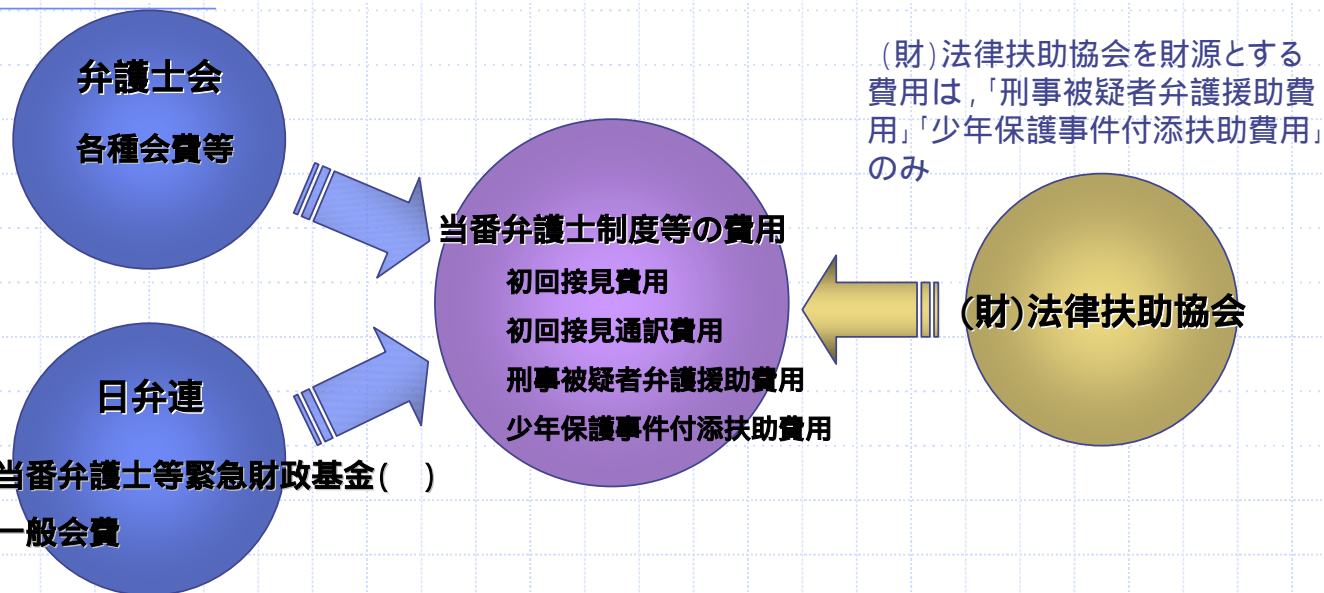 弁護士会
各種会費等
日弁連
当番弁護士等緊急財政基金(　)
一般会費
当番弁護士制度等の費用
初回接見費用
初回接見通訳費用
刑事被疑者弁護援助費用
少年保護事件付添扶助費用
(財)法律扶助協会を財源とする
費用は,「刑事被疑者弁護援助費
用」「少年保護事件付添扶助費用」
のみ
(財)法律扶助協会